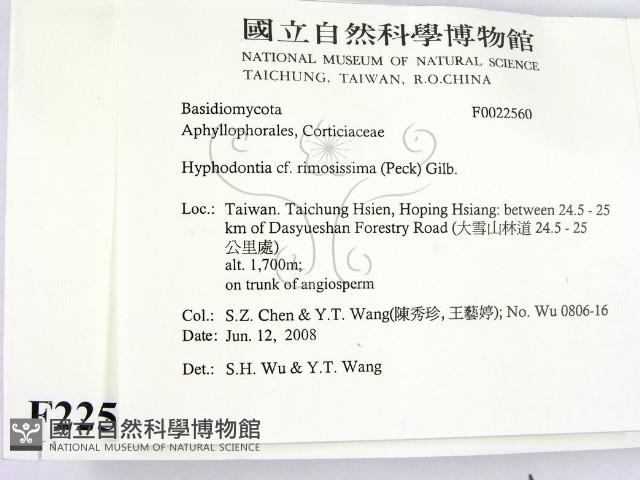 國立自然科學博物館
NATIONAL MUSEUM OF NATURAL SCIENCE
TAICHUNG, TAIWAN, R.O.CHINA
Basidiomycota F0022560
Aphyllophorales, Corticiaceae
Hyphodontia cf. rimosissima (Peck) Gilb.
Loc.: Taiwan. Taichung Hsien, Hoping Hsiang: between 24.5 - 25
km of Dasyueshan Forestry Road (大雪山林道 24.5 - 25
公里處)
alt. 1,700m;
on trunk of angiosperm
Col.: S.Z. Chen & Y.T. Wang(陳秀珍, 王藝婷); No. Wu 0806-16
Date: Jun. 12, 2008
Det.: S.H. Wu & Y.T. Wang
F225
國立自然科學博物館
NATIONAL MUSEUM OF NATURAL SCIENCE